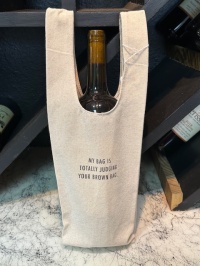 MY BAG IS
TOTALLY JUDGING
YOUR BROWN BAG.